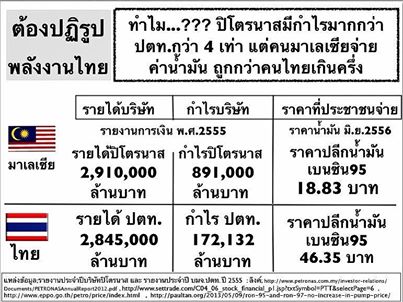 ต้องปฏิรูป
พลังงานไทย
ทำไม...??? ปิโตรนาสมีกำไรมากกว่า
ปตท.กว่า 4 เท่า แต่คนมาเลเซียจ่าย
ค่าน้ำมัน ถูกกว่าคนไทยเกินครึ่ง
รายได้บริษัท กำไรบริษัท ราคาที่ประชาชนจ่าย
รายงานการเงิน พ.ศ.2555 ราคาน้ำมัน มิ.ย.2556
มาเลเซีย
รายได้ปิโตรนาส กำไรปิโตรนาส ราคาปลีกน้ำมัน
2,910,000 891,000 เบนซิน95
ล้านบาท ล้านบาท 18.83 บาท
ไทย
รายได้ ปตท. กำไร ปตท. ราคาปลีกน้ำมัน
2,845,000 172,132 เบนซิน95
ล้านบาท ล้านบาท 46.35 บาท
แหล่งข้อมูล:รายงานประจำปีบริษัทปิโตรนาส และ รายงานประจำปี บมจ.ปตท. ปี 2555 :ลิงค์; http://www.petronas.com.my/investor-relations/
Documents/PETRONASAnnualReport2012.pdf , http://www.settrade.com/C04_06_stock_financial_p1.jsp?txtSymbol=PTT&selectPage=6 ,
http://www.eppo.go.th/petro/price/index.html , http://paultan.org/2013/05/09/ron-95-and-ron-97-no-increase-in-pump-price/